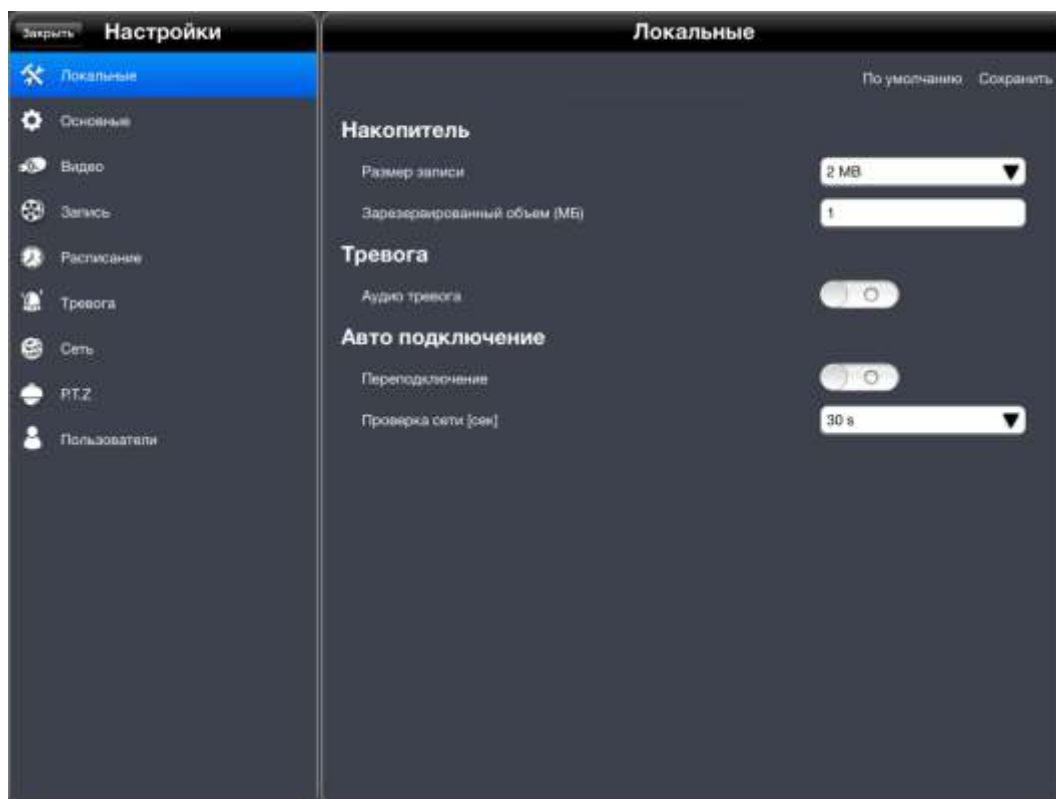 Закрыть Настройки
Локальные
Локальные
Основные
Видео
Запись
Расписание
Тревога
Сеть
P.T.Z
Пользователи
По умолчанию Сохранить
Накопитель
Размер записи 2 MB
Зарезервированный объем (МБ) 1
Тревога
Аудио тревога
Авто подключение
Переподключение
Проверка сети [сек] 30 s